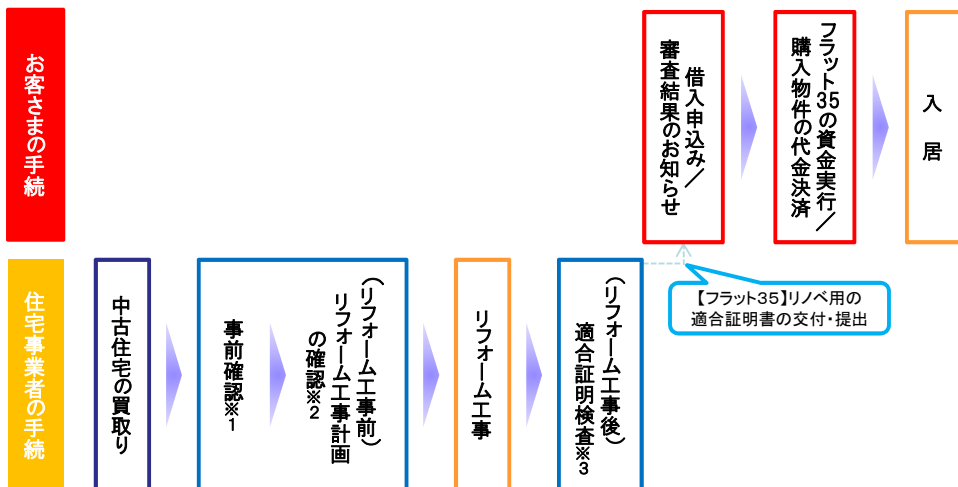 お客さまの手続
借入申込み／
審査結果のお知らせ
フラット35の資金実行／
購入物件の代金決済
入居
住宅事業者の手続
中古住宅の買取り
事前確認※1
（リフォーム工事前）
リフォーム工事計画
の確認※2
リフォーム工事
（リフォーム工事後）
適合証明検査※3
【フラット35】リノベ用の
適合証明書の交付・提出